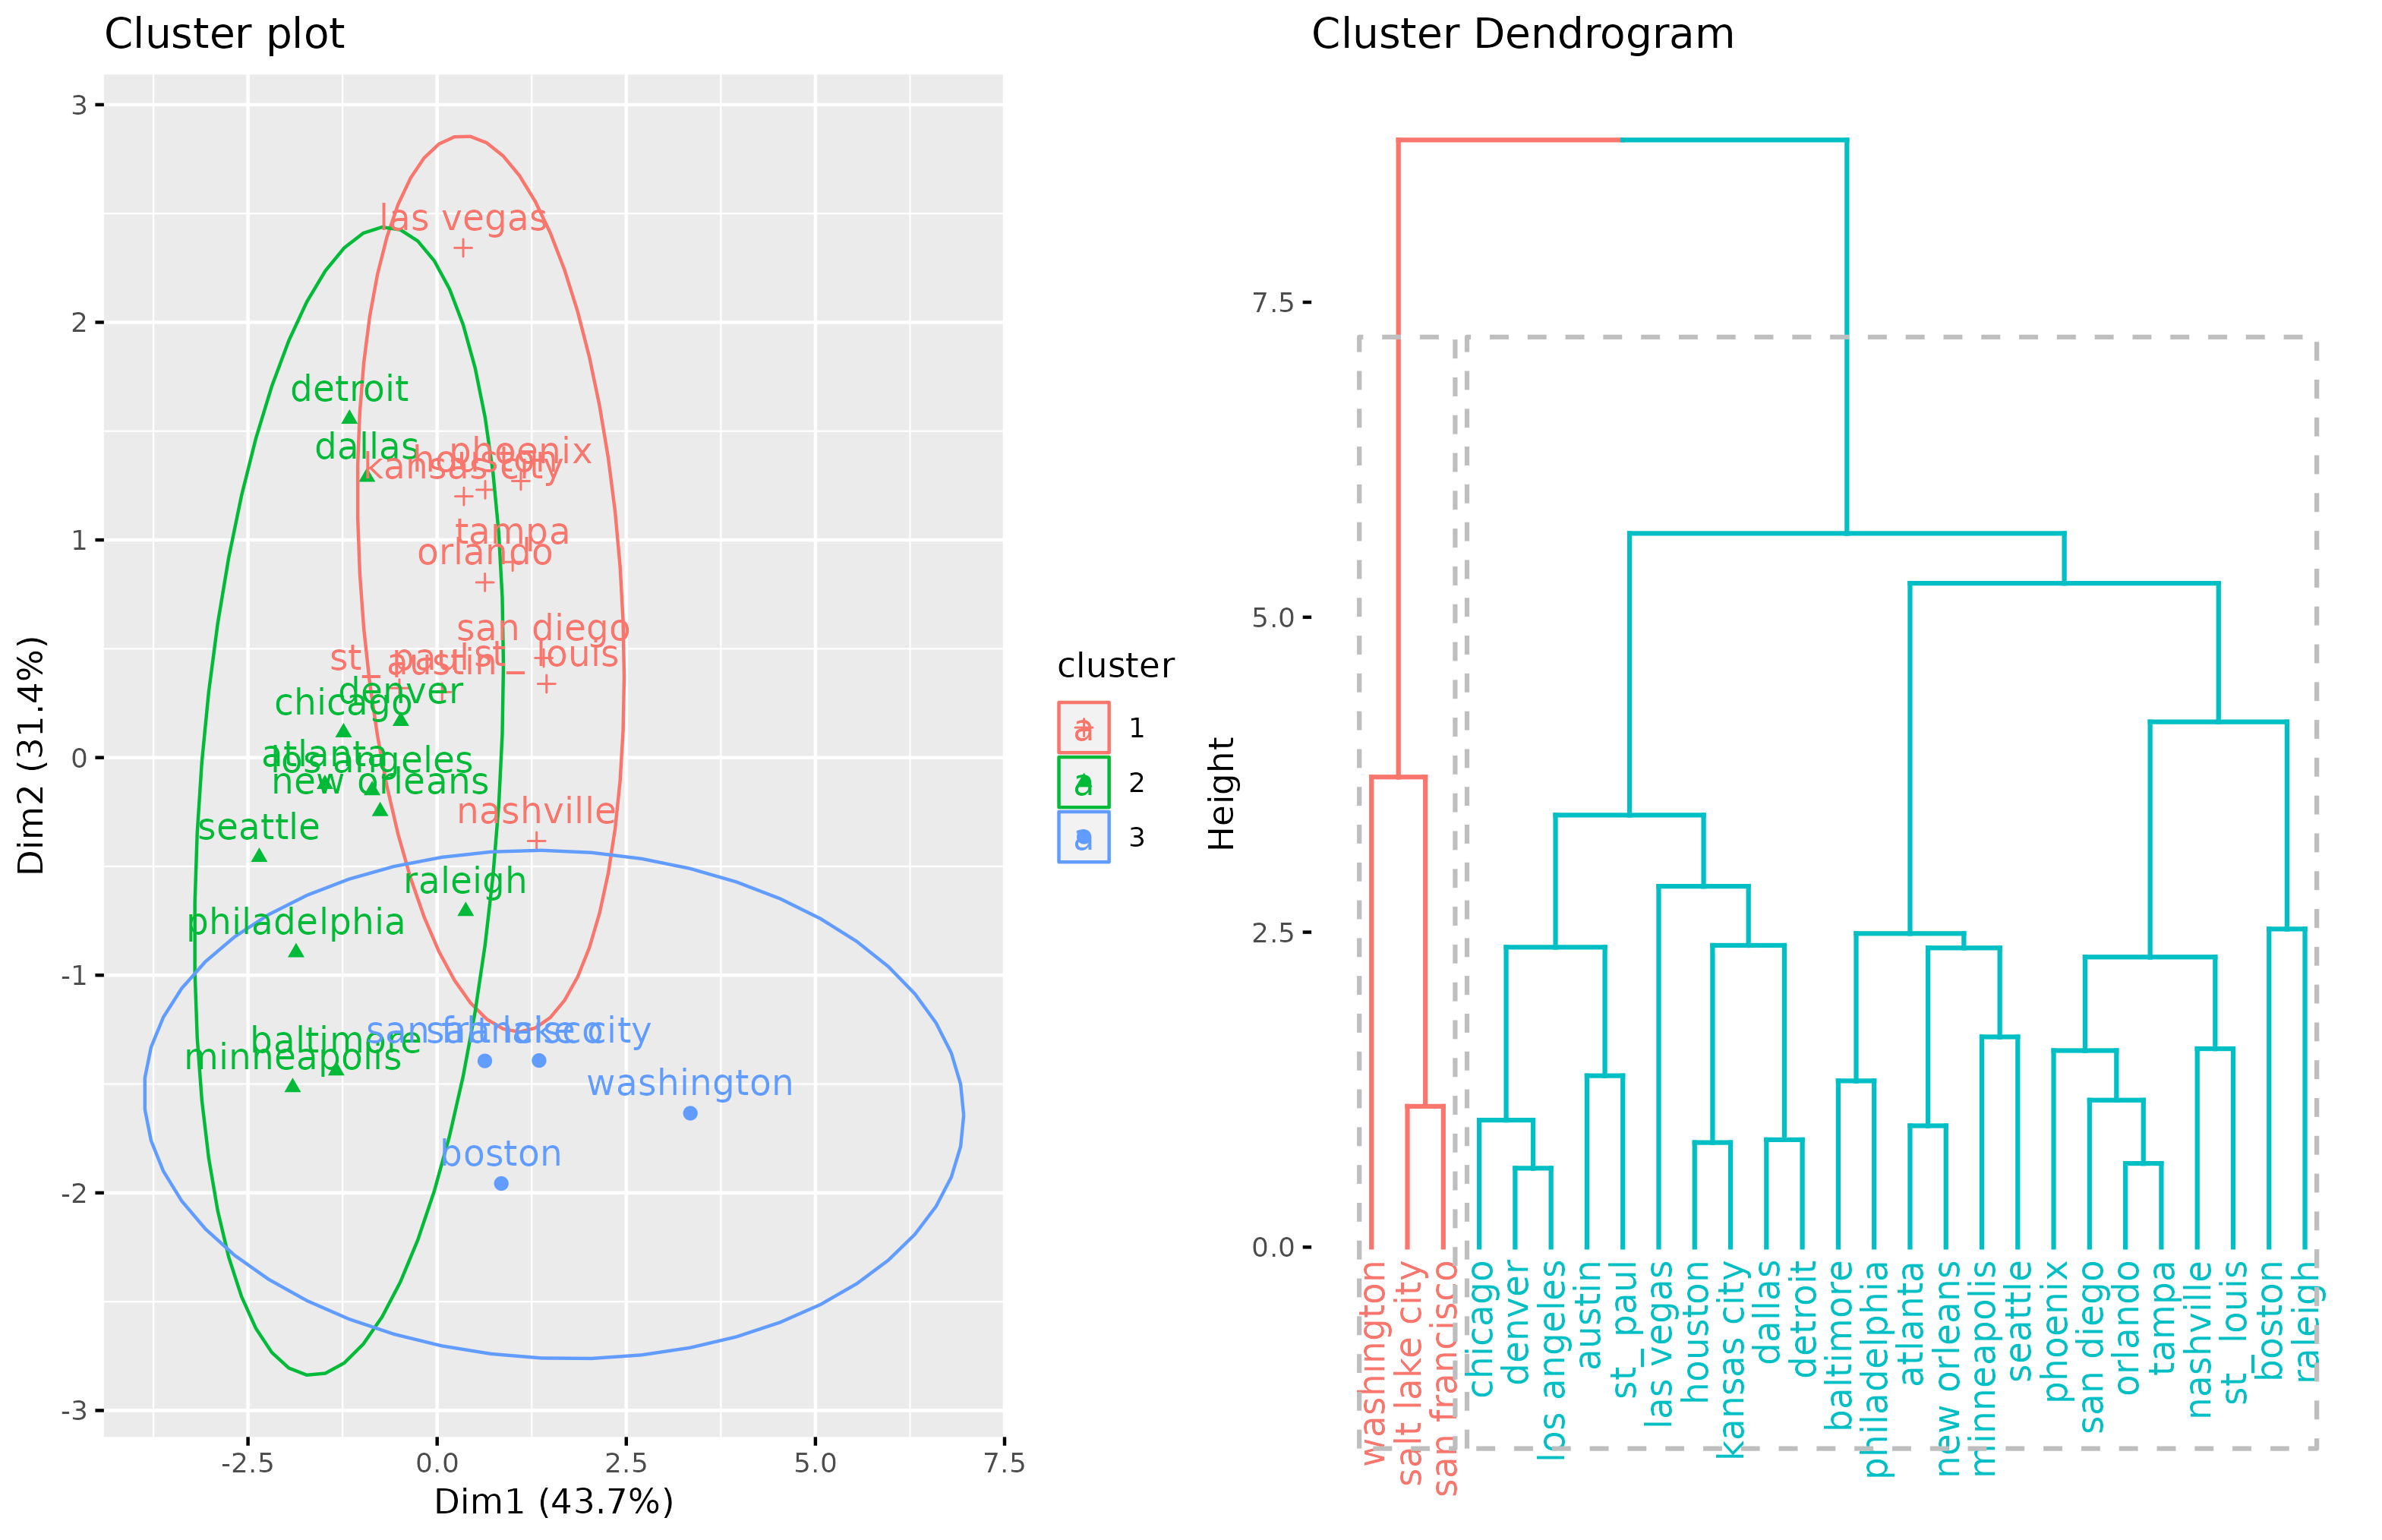 Cluster plot
3
2
1
0
-1
-2
-3
Dim2 (31.4%)
las vegas
detroit
dallas
phoenix
houston
kansas city
tampa
orlando
san diego
st_paul
austin
st_louis
denver
chicago
atlanta
los angeles
new orleans
nashville
seattle
raleigh
philadelphia
san francisco
salt lake city
baltimore
minneapolis
washington
boston
-2.5
0.0
2.5
5.0
7.5
Dim1 (43.7%)
cluster
a 1
a 2
a 3
Cluster Dendrogram
7.5
5.0
2.5
0.0
Height
washington
salt lake city
san francisco
chicago
denver
los angeles
austin
st_paul
las vegas
houston
kansas city
dallas
detroit
baltimore
philadelphia
atlanta
new orleans
minneapolis
seattle
phoenix
san diego
orlando
tampa
nashville
st_louis
boston
raleigh